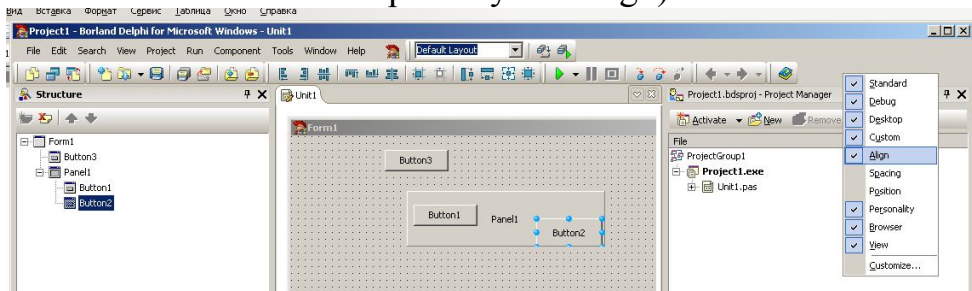 Вид Вставка Формат Сервис Таблица Окно Справка
Project1 - Borland Delphi for Microsoft Windows - Unit1
File Edit Search View Project Run Component Tools Window Help Default Layout
Structure
Unit1
Project1.bdsproj - Project Manager
Activate New Remove
File
Form1
Button3
Panel1
Button1
Button2
Form1
Button3
Button1
Panel1
Button2
ProjectGroup1
Project1.exe
Unit1.pas
Standard
Debug
Desktop
Custom
Align
Spacing
Position
Personality
Browser
View
Customize...